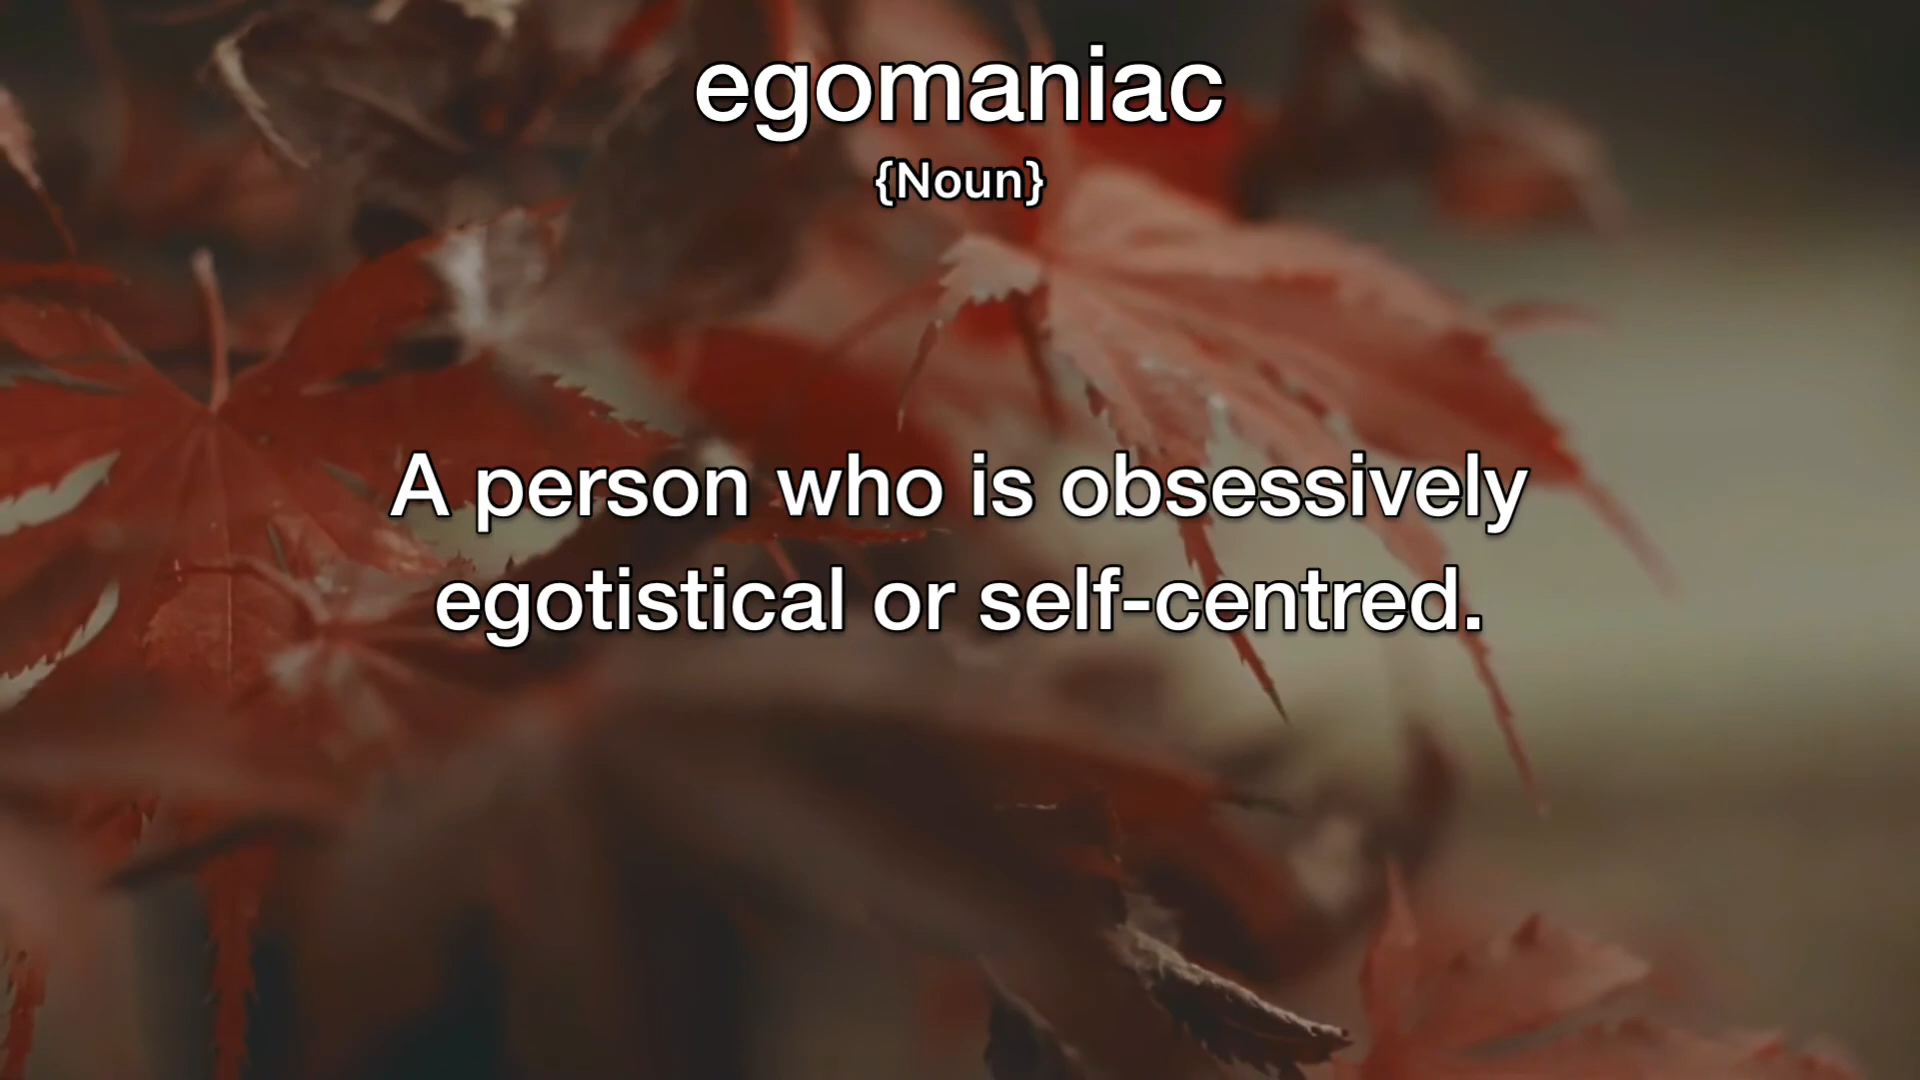 egomaniac
{Noun}
A person who is obsessively
egotistical or self-centred.